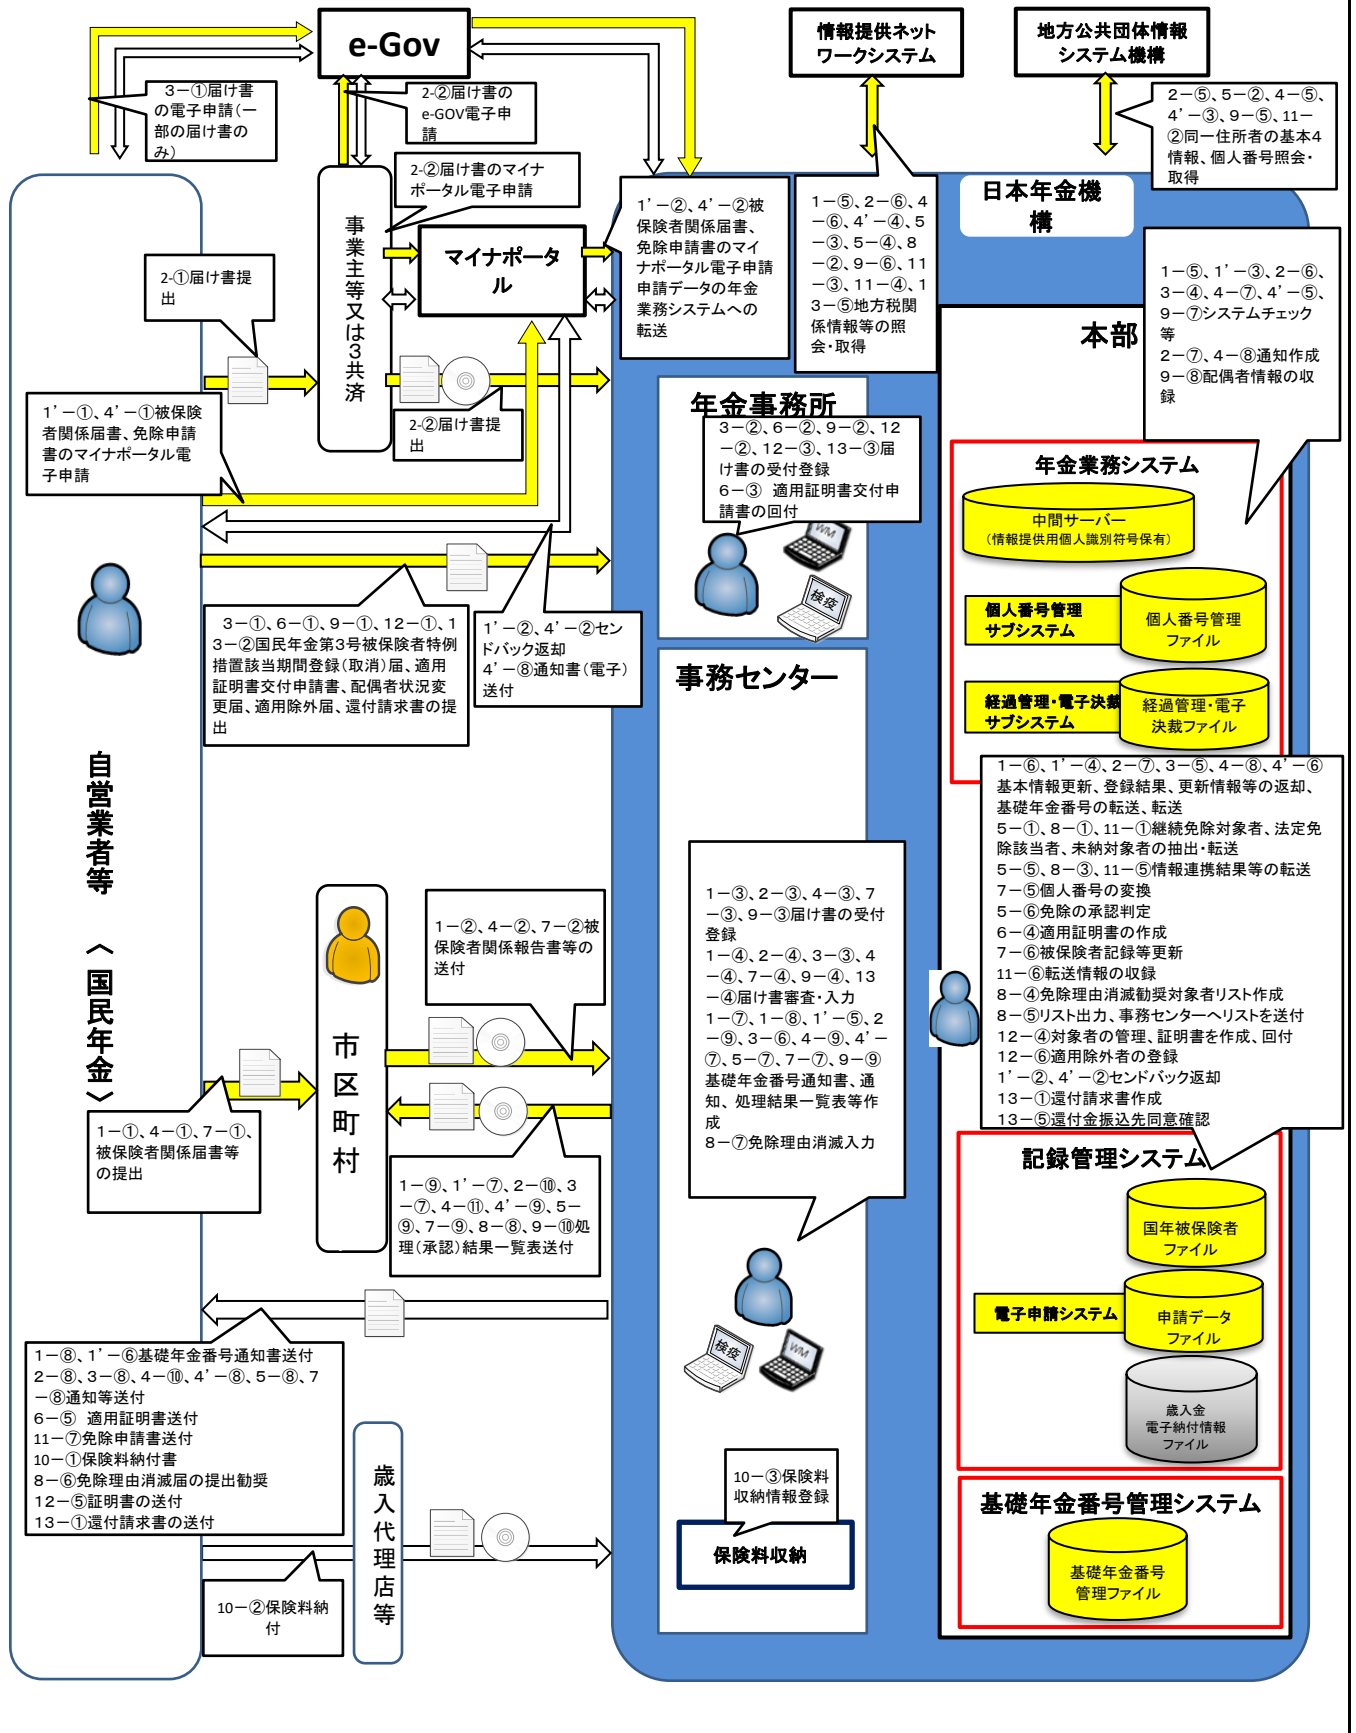 e-Gov
情報提供ネット
ワークシステム
地方公共団体情報
システム機構
3－①届け書
の電子申請（一
部の届け書の
み）
2-②届け書の
e-GOV電子申
請
2-②届け書のマイナ
ポータル電子申請
2－⑤、5－②、4－⑤、
4’－③、9－⑤、11－
②同一住所者の基本4
情報、個人番号照会・
取得
日本年金機
構
1’－②、4’－②被
保険者関係届書、
免除申請書のマイ
ナポータル電子申請
申請データの年金
業務システムへの
転送
1－⑤、2－⑥、4
－⑥、4’－④、5
－③、5－④、8
－②、9－⑥、11
－③、11－④、1
3－⑤地方税関
係情報等の照
会・取得
事業主等又は3共済
マイナポータ
ル
2-①届け書提
出
1－⑤、1’－③、2－⑥、
3－④、4－⑦、4’－⑤、
9－⑦システムチェック
等
2－⑦、4－⑧通知作成
9－⑧配偶者情報の収
録
本部
1’－①、4’－①被保険
者関係届書、免除申請
書のマイナポータル電
子申請
2-②届け書提
出
年金事務所
3－②、6－②、9－②、12
－②、12－③、13－③届
け書の受付登録
6－③　適用証明書交付申
請書の回付
WM
検疫
年金業務システム
中間サーバー
（情報提供用個人識別符号保有）
個人番号管理
サブシステム
個人番号管理
ファイル
経過管理・電子決裁
サブシステム
経過管理・電子
決裁ファイル
3－①、6－①、9－①、12－①、1
3－②国民年金第3号被保険者特例
措置該当期間登録（取消）届、適用
証明書交付申請書、配偶者状況変
更届、適用除外届、還付請求書の提
出
1’－②、4’－②セン
ドバック返却
4’－⑧通知書（電子）
送付
事務センター
自営業者等　〈国民年金〉
1－⑥、1’－④、2－⑦、3－⑤、4－⑧、4’－⑥
基本情報更新、登録結果、更新情報等の返却、
基礎年金番号の転送、転送
5－①、8－①、11－①継続免除対象者、法定免
除該当者、未納対象者の抽出・転送
5－⑤、8－③、11－⑤情報連携結果等の転送
7－⑤個人番号の変換
5－⑥免除の承認判定
6－④適用証明書の作成
7－⑥被保険者記録等更新
11－⑥転送情報の収録
8－④免除理由消滅勧奨対象者リスト作成
8－⑤リスト出力、事務センターへリストを送付
12－④対象者の管理、証明書を作成、回付
12－⑥適用除外者の登録
1’－②、4’－②センドバック返却
13－①還付請求書作成
13－⑤還付金振込先同意確認
1－③、2－③、4－③、7
－③、9－③届け書の受付
登録
1－④、2－④、3－③、4
－④、7－④、9－④、13
－④届け書審査・入力
1－⑦、1－⑧、1’－⑤、2
－⑨、3－⑥、4－⑨、4’－
⑦、5－⑦、7－⑦、9－⑨
基礎年金番号通知書、通
知、処理結果一覧表等作
成
8－⑦免除理由消滅入力
1－②、4－②、7－②被
保険者関係報告書等の
送付
市区町村
1－①、4－①、7－①、
被保険者関係届書等
の提出
1－⑨、1’－⑦、2－⑩、3
－⑦、4－⑪、4’－⑨、5－
⑨、7－⑨、8－⑧、9－⑩処
理（承認）結果一覧表送付
記録管理システム
国年被保険者
ファイル
電子申請システム
申請データ
ファイル
歳入金
電子納付情報
ファイル
検疫
WM
1－⑧、1’－⑥基礎年金番号通知書送付
2－⑧、3－⑧、4－⑩、4’－⑧、5－⑧、7
－⑧通知等送付
6－⑤　適用証明書送付
11－⑦免除申請書送付
10－①保険料納付書
8－⑥免除理由消滅届の提出勧奨
12－⑤証明書の送付
13－①還付請求書の送付
歳入代理店等
10－③保険料
収納情報登録
保険料収納
基礎年金番号管理システム
基礎年金番号
管理ファイル
10－②保険料納
付